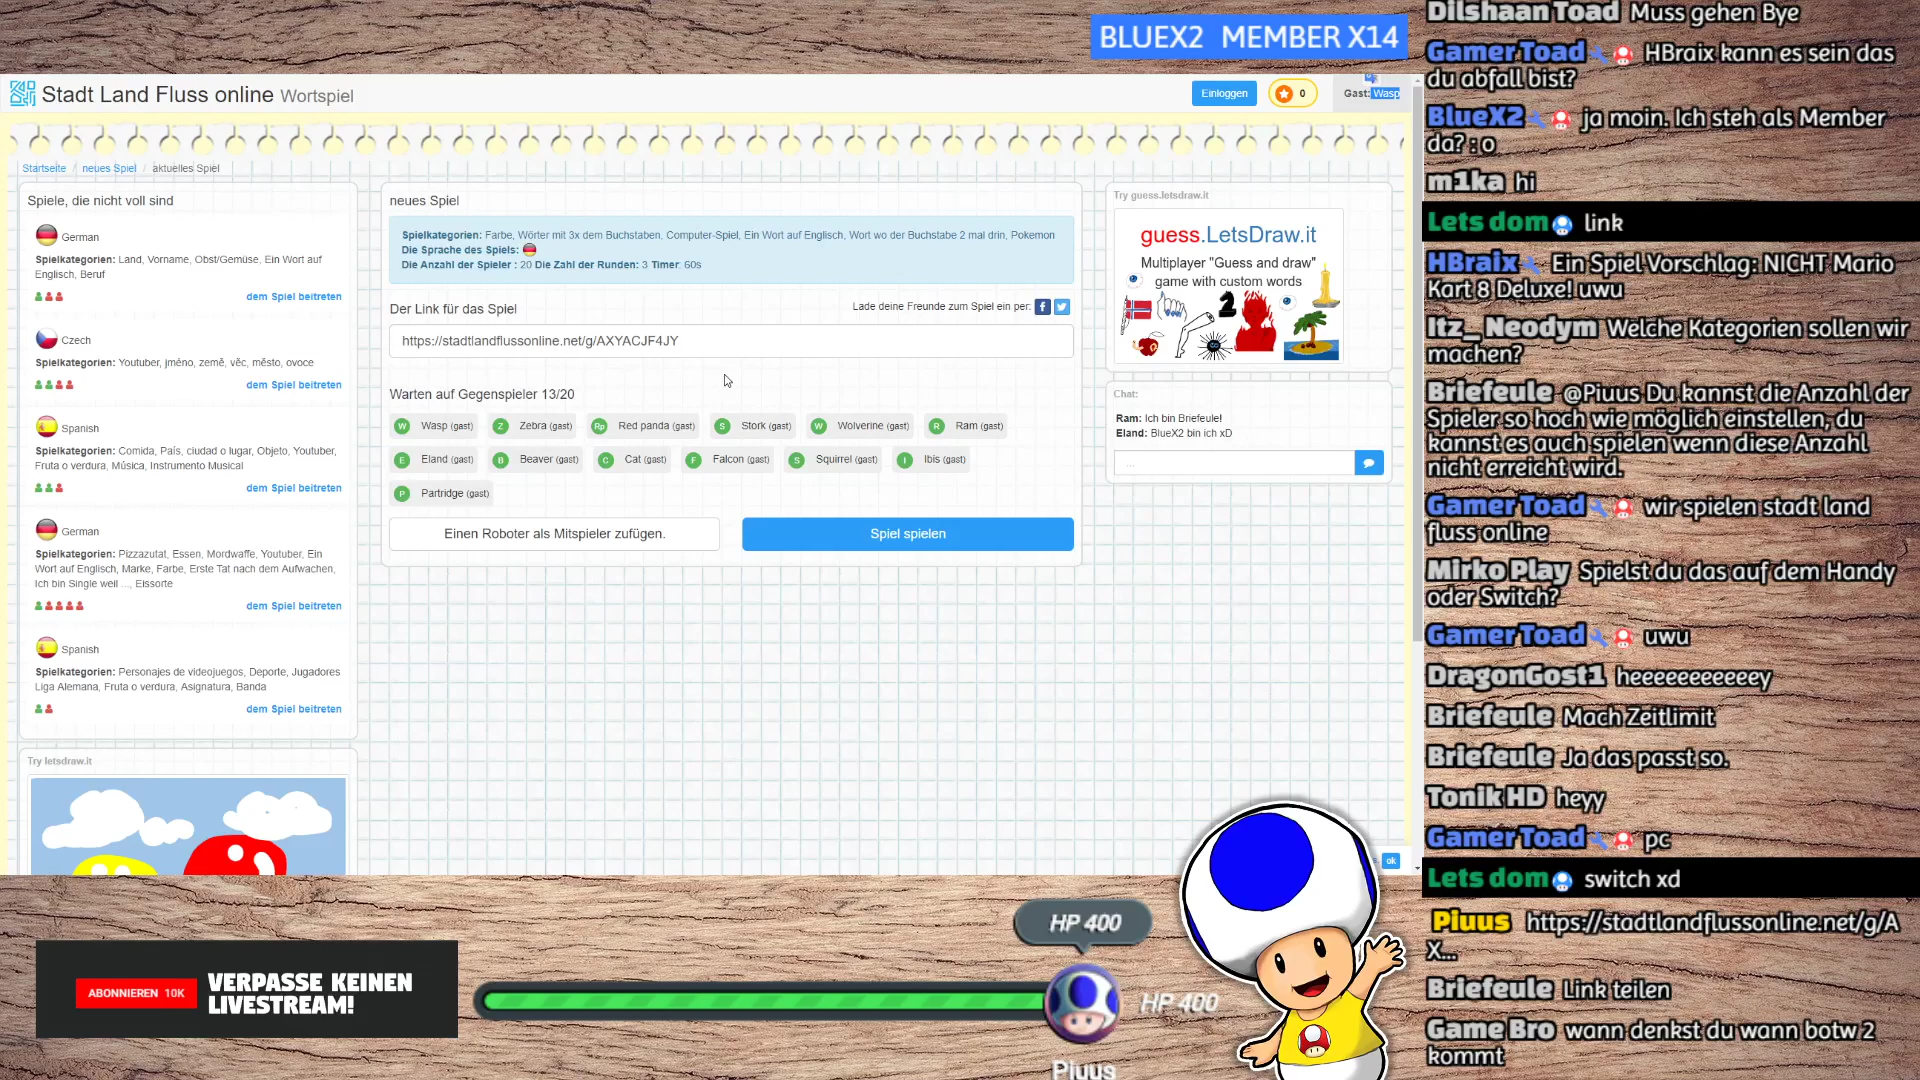 BLUEX2 MEMBER X14
Stadt Land Fluss online Wortspiel
Einloggen
0
Gast: Wasp
Startseite / neues Spiel / aktuelles Spiel
Spiele, die nicht voll sind
German
Spielkategorien: Land, Vorname, Obst/Gemüse, Ein Wort auf
Englisch, Beruf
dem Spiel beitreten
Czech
Spielkategorien: Youtuber, jméno, země, věc, město, ovoce
dem Spiel beitreten
Spanish
Spielkategorien: Comida, País, ciudad o lugar, Objeto, Youtuber,
Fruta o verdura, Música, Instrumento Musical
dem Spiel beitreten
German
Spielkategorien: Pizzazutat, Essen, Mordwaffe, Youtuber, Ein
Wort auf Englisch, Marke, Farbe, Erste Tat nach dem Aufwachen,
Ich bin Single weil ..., Eissorte
dem Spiel beitreten
Spanish
Spielkategorien: Personajes de videojuegos, Deporte, Jugadores
Liga Alemana, Fruta o verdura, Asignatura, Banda
dem Spiel beitreten
Try letsdraw.it
neues Spiel
Spielkategorien: Farbe, Wörter mit 3x dem Buchstaben, Computer-Spiel, Ein Wort auf Englisch, Wort wo der Buchstabe 2 mal drin, Pokemon
Die Sprache des Spiels:
Die Anzahl der Spieler : 20 Die Zahl der Runden: 3 Timer: 60s
Der Link für das Spiel
Lade deine Freunde zum Spiel ein per:
https://stadtlandflussonline.net/g/AXYACJF4JY
Warten auf Gegenspieler 13/20
W Wasp (gast) Z Zebra (gast) Rp Red panda (gast) S Stork (gast) W Wolverine (gast) R Ram (gast)
E Eland (gast) B Beaver (gast) C Cat (gast) F Falcon (gast) S Squirrel (gast) I Ibis (gast)
P Partridge (gast)
Einen Roboter als Mitspieler zufügen.
Spiel spielen
Try guess.letsdraw.it
guess.LetsDraw.it
Multiplayer "Guess and draw"
game with custom words
Chat:
Ram: Ich bin Briefeule!
Eland: BlueX2 bin ich xD
...
ok
Dilshaan Toad Muss gehen Bye
Gamer Toad HBraix kann es sein das
du abfall bist?
BlueX2 ja moin. Ich steh als Member
da? : o
m1ka hi
Lets dom link
HBraix Ein Spiel Vorschlag: NICHT Mario
Kart 8 Deluxe! uwu
Itz_ Neodym Welche Kategorien sollen wir
machen?
Briefeule @Piuus Du kannst die Anzahl der
Spieler so hoch wie möglich einstellen, du
kannst es auch spielen wenn diese Anzahl
nicht erreicht wird.
Gamer Toad wir spielen stadt land
fluss online
Mirko Play Spielst du das auf dem Handy
oder Switch?
Gamer Toad uwu
DragonGost1 heeeeeeeeeey
Briefeule Mach Zeitlimit
Briefeule Ja das passt so.
Tonik HD heyy
Gamer Toad pc
Lets dom switch xd
Piuus https://stadtlandflussonline.net/g/A
X...
Briefeule Link teilen
Game Bro wann denkst du wann botw 2
kommt
ABONNIEREN 10K
VERPASSE KEINEN
LIVESTREAM!
HP 400
HP 400
Piuus